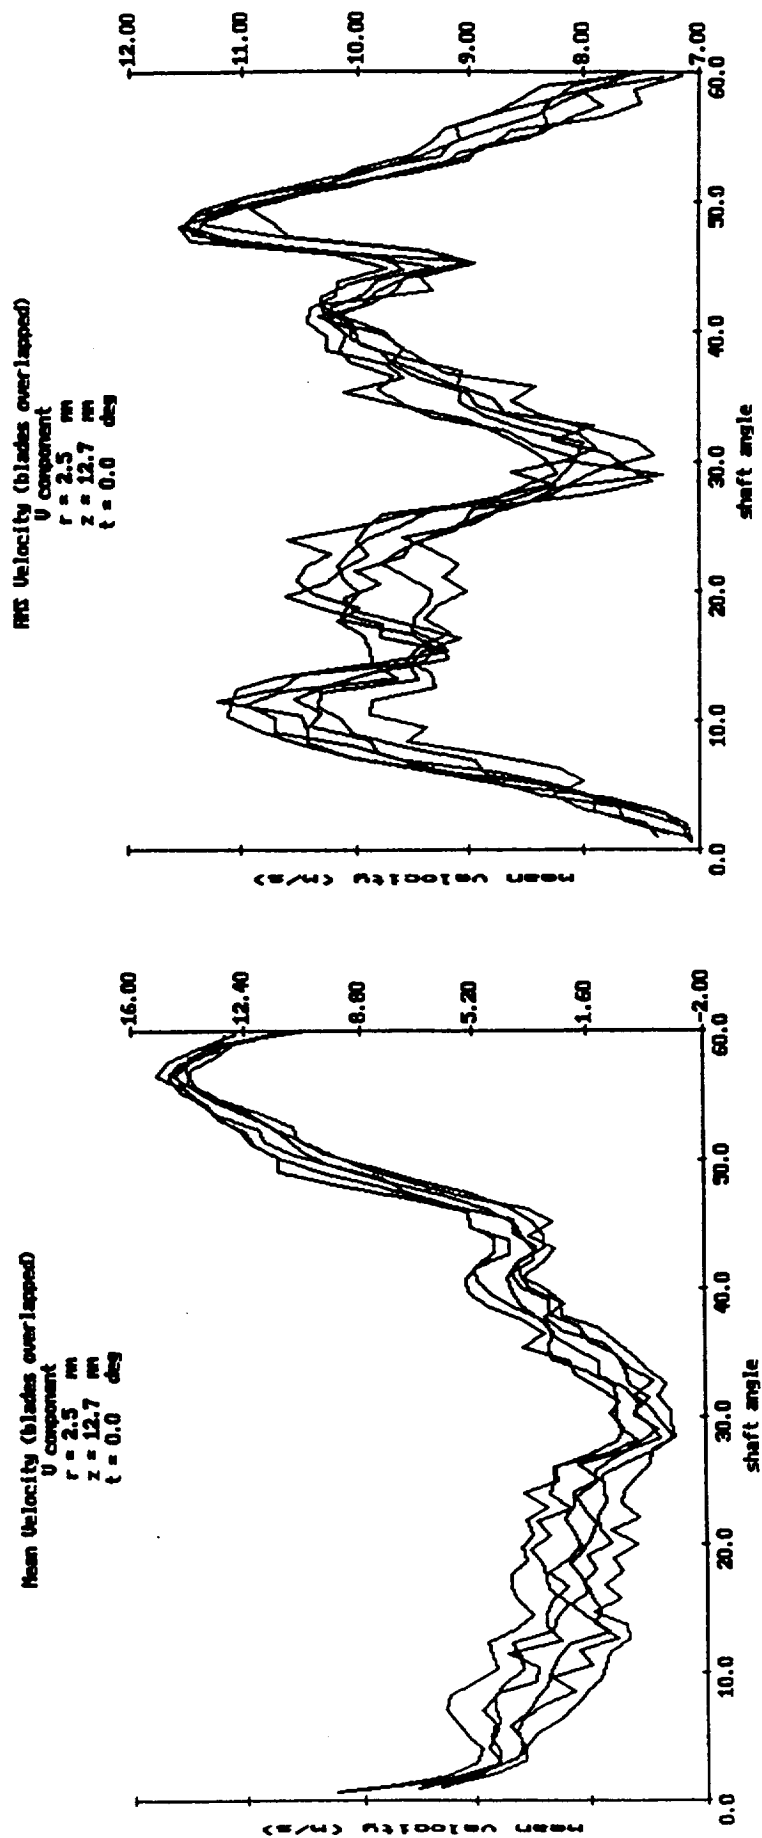 Mean Velocity (blades overlapped)
V component
r = 2.5 mm
z = 12.7 mm
t = 0.0 deg
16.00
12.40
8.80
5.20
1.60
-2.00
mean velocity (m/s)
0.0 10.0 20.0 30.0 40.0 50.0 60.0
shaft angle
RMS Velocity (blades overlapped)
V component
r = 2.5 mm
z = 12.7 mm
t = 0.0 deg
12.00
11.00
10.00
9.00
8.00
7.00
mean velocity (m/s)
0.0 10.0 20.0 30.0 40.0 50.0 60.0
shaft angle